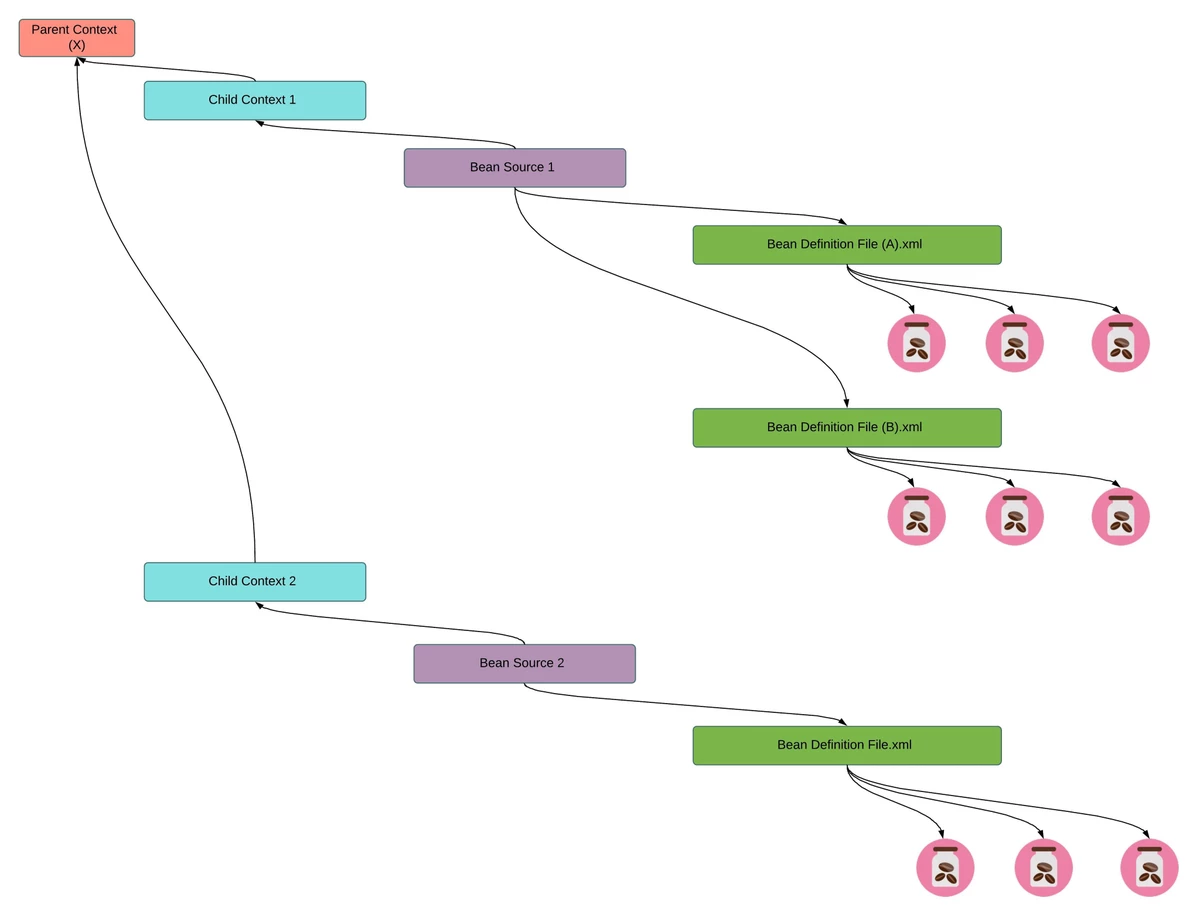 Parent Context
(X)
Child Context 1
Bean Source 1
Bean Definition File (A).xml
Bean Definition File (B).xml
Child Context 2
Bean Source 2
Bean Definition File.xml